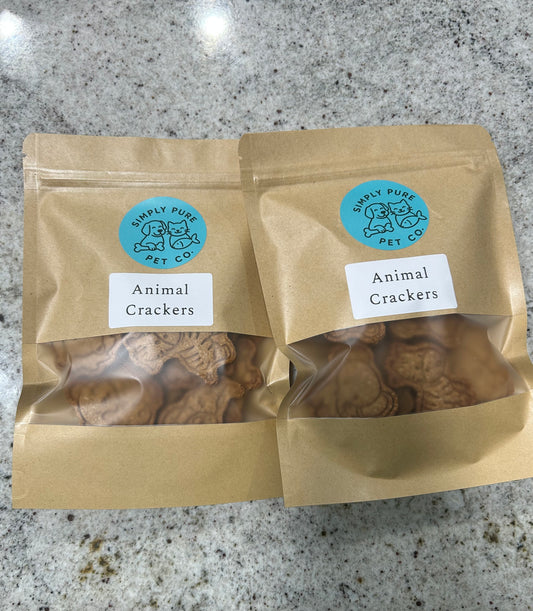 SIMPLY PURE
PET CO.
Animal
Crackers
SIMPLY PURE
PET CO.
Animal
Crackers